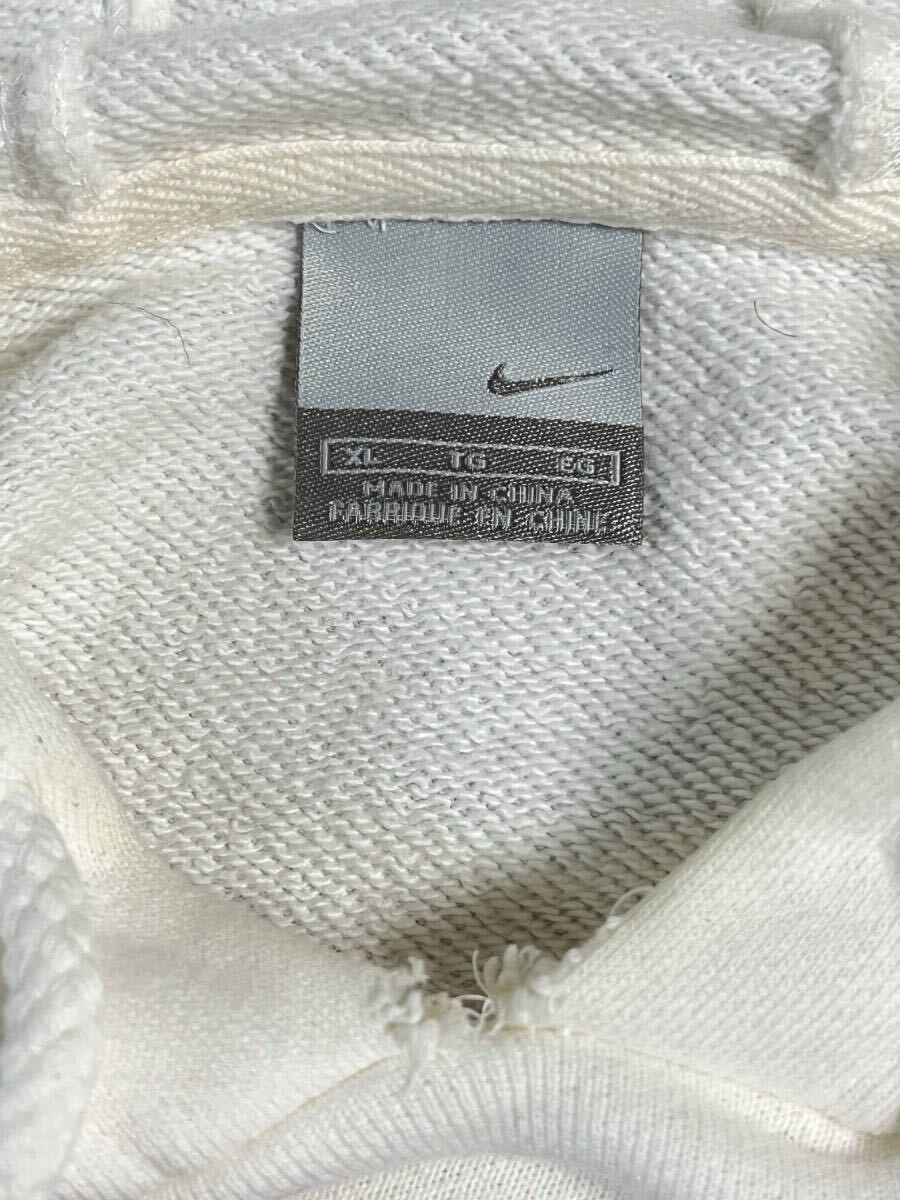 XL TG EG
MADE IN CHINA
FABRIQUE EN CHINE